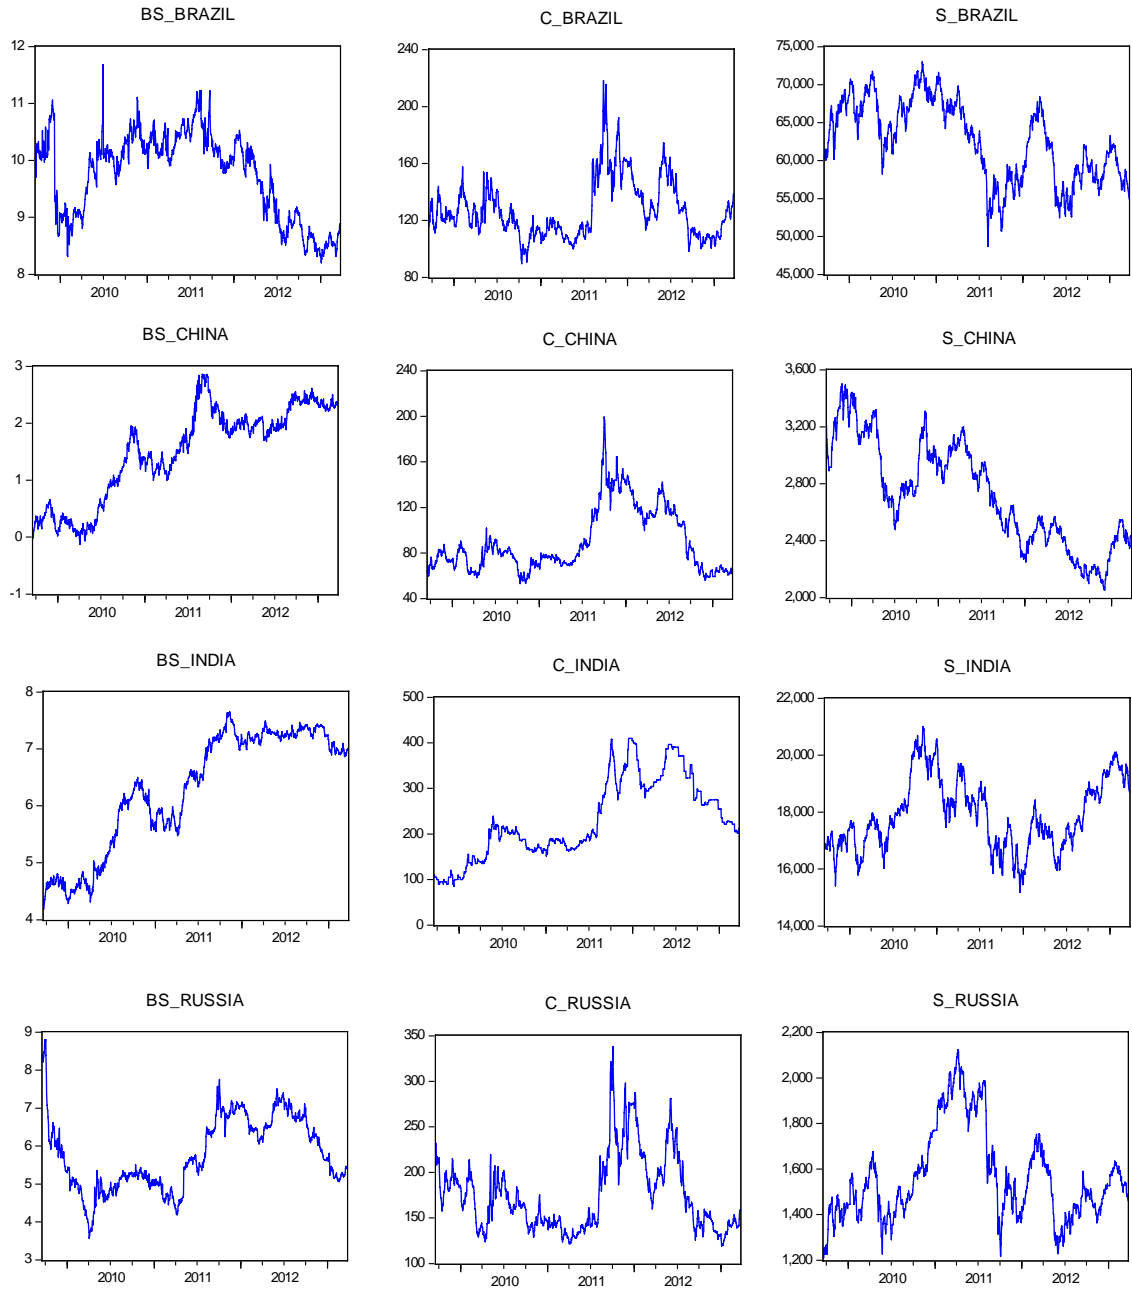 BS_BRAZIL
12
11
10
9
8
2010 2011 2012
C_BRAZIL
240
200
160
120
80
2010 2011 2012
S_BRAZIL
75,000
70,000
65,000
60,000
55,000
50,000
45,000
2010 2011 2012
BS_CHINA
3
2
1
0
-1
2010 2011 2012
C_CHINA
240
200
160
120
80
40
2010 2011 2012
S_CHINA
3,600
3,200
2,800
2,400
2,000
2010 2011 2012
BS_INDIA
8
7
6
5
4
2010 2011 2012
C_INDIA
500
400
300
200
100
0
2010 2011 2012
S_INDIA
22,000
20,000
18,000
16,000
14,000
2010 2011 2012
BS_RUSSIA
9
8
7
6
5
4
3
2010 2011 2012
C_RUSSIA
350
300
250
200
150
100
2010 2011 2012
S_RUSSIA
2,200
2,000
1,800
1,600
1,400
1,200
2010 2011 2012